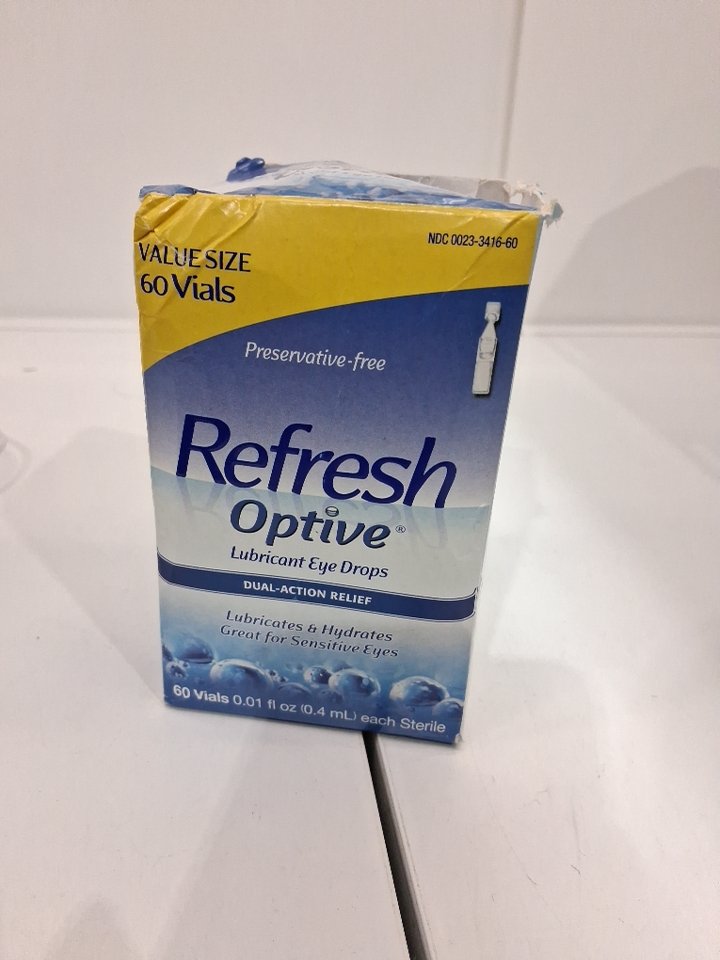 NDC 0023-3416-60
VALUE SIZE
60 Vials
Preservative-free
Refresh
Optive®
Lubricant Eye Drops
DUAL-ACTION RELIEF
Lubricates & Hydrates
Great for Sensitive Eyes
60 Vials 0.01 fl oz (0.4 mL) each Sterile